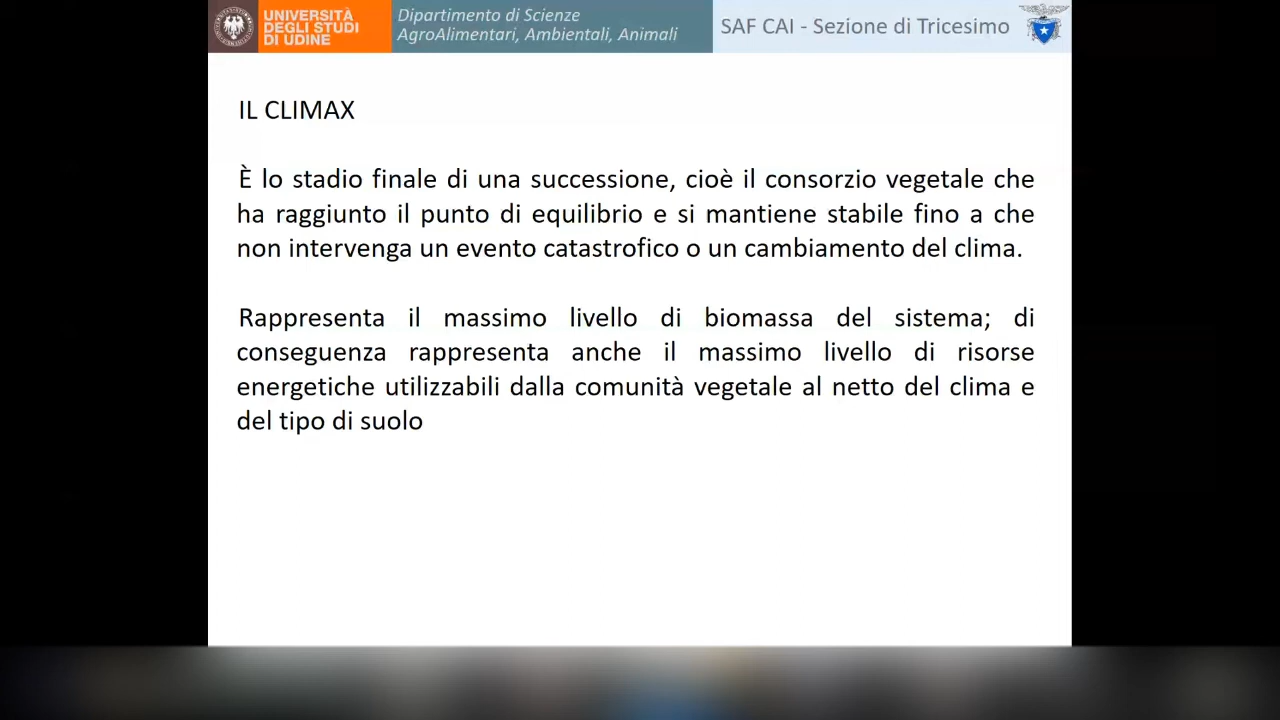 UNIVERSITÀ
DEGLI STUDI
DI UDINE
Dipartimento di Scienze
AgroAlimentari, Ambientali, Animali
SAF CAI - Sezione di Tricesimo
IL CLIMAX
È lo stadio finale di una successione, cioè il consorzio vegetale che
ha raggiunto il punto di equilibrio e si mantiene stabile fino a che
non intervenga un evento catastrofico o un cambiamento del clima.
Rappresenta il massimo livello di biomassa del sistema; di
conseguenza rappresenta anche il massimo livello di risorse
energetiche utilizzabili dalla comunità vegetale al netto del clima e
del tipo di suolo